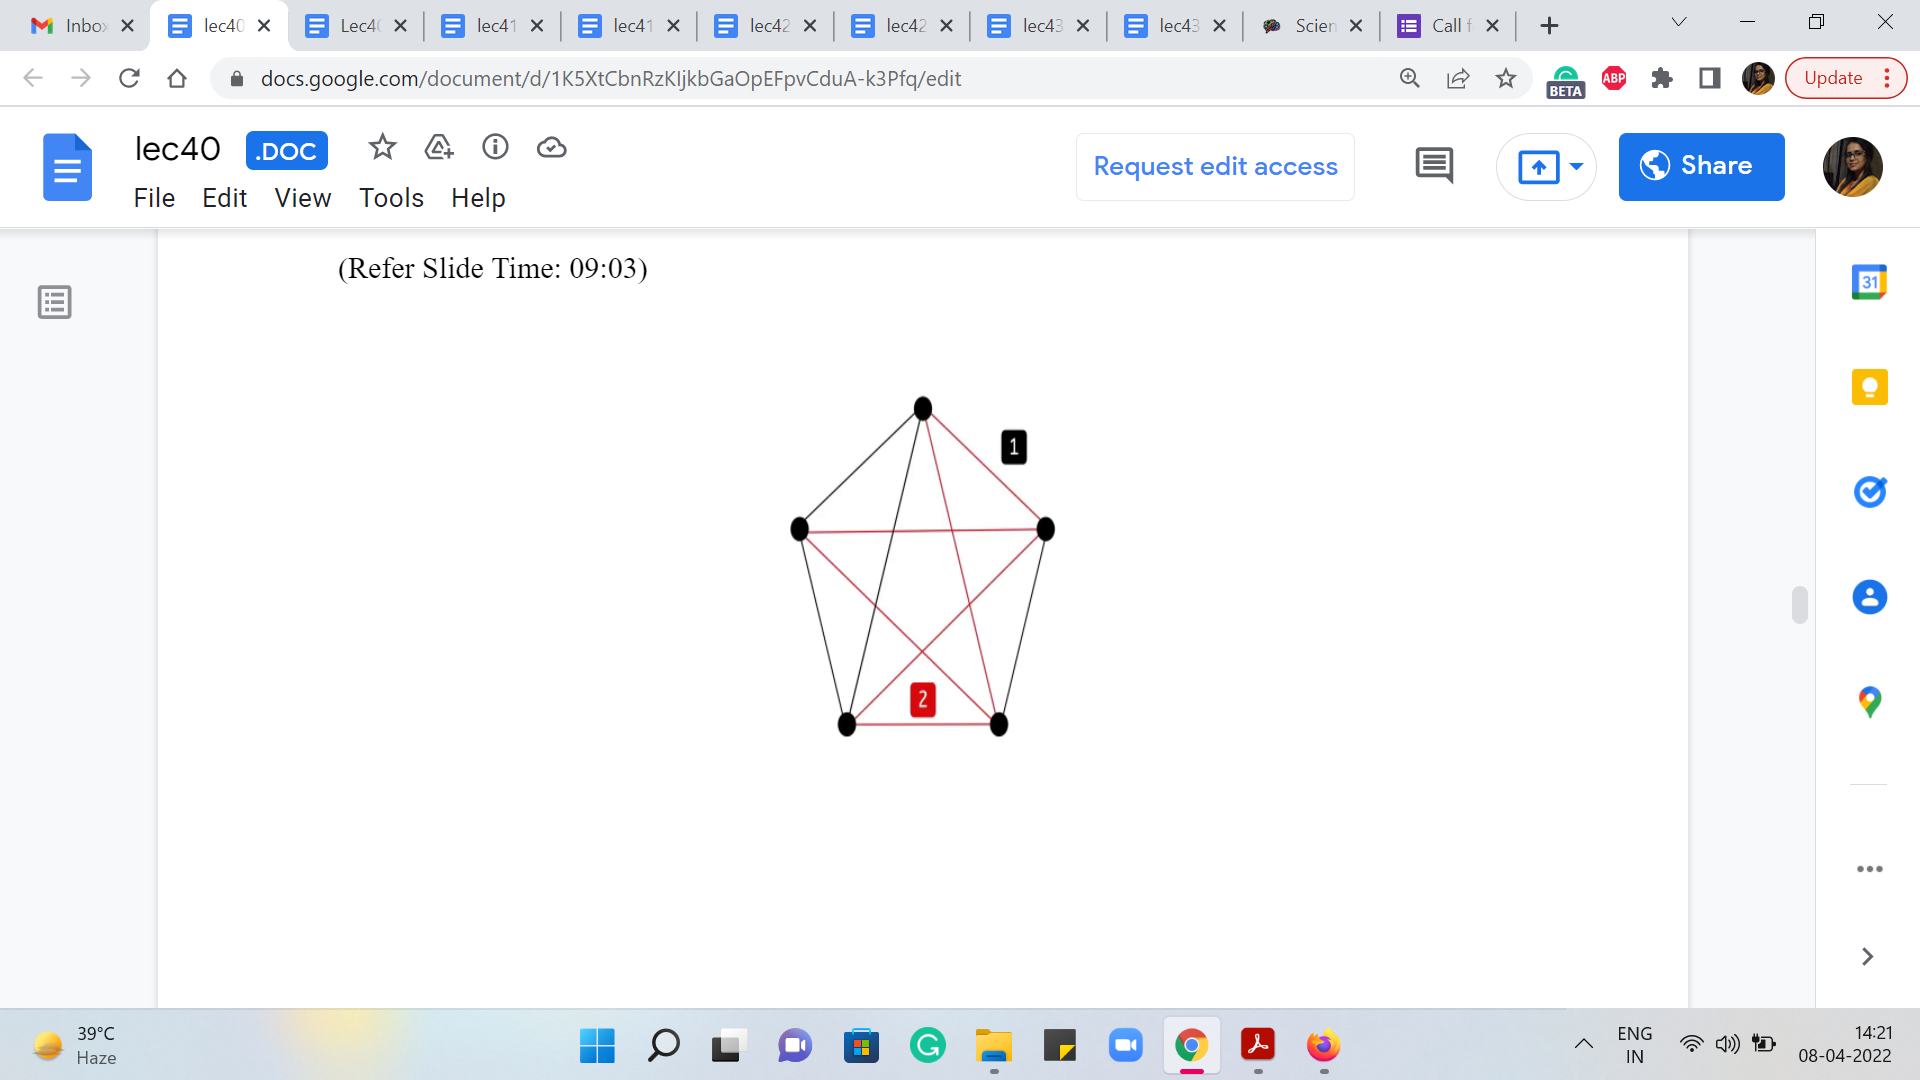 Inbox
lec40
Lec40
lec41
lec41
lec42
lec42
lec43
lec43
Scien
Call f
docs.google.com/document/d/1K5XtCbnRzKIjkbGaOpEFpvCduA-k3Pfq/edit
BETA
ABP
Update
lec40
.DOC
Request edit access
Share
File Edit View Tools Help
(Refer Slide Time: 09:03)
31
1
2
39°C
Haze
ENG
IN
14:21
08-04-2022